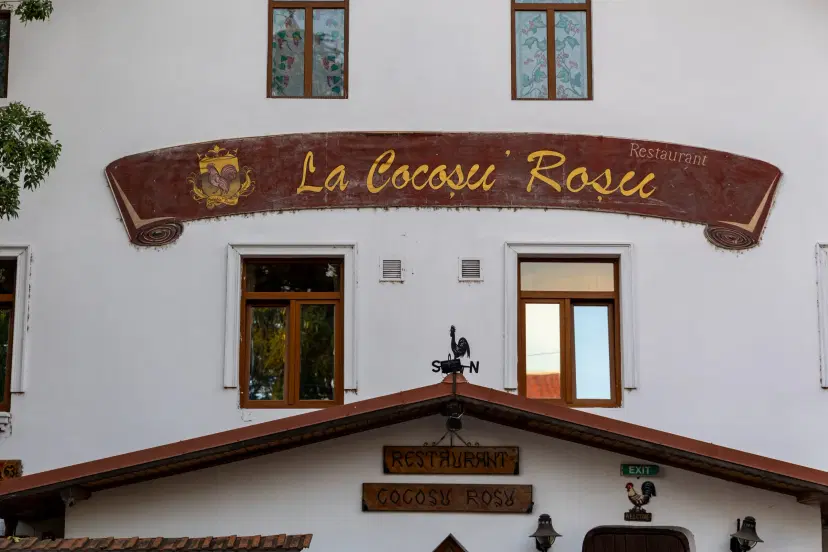 Restaurant
La Cocoșu' Roșu
S N
RESTAURANT
EXIT
COCOȘU ROȘU